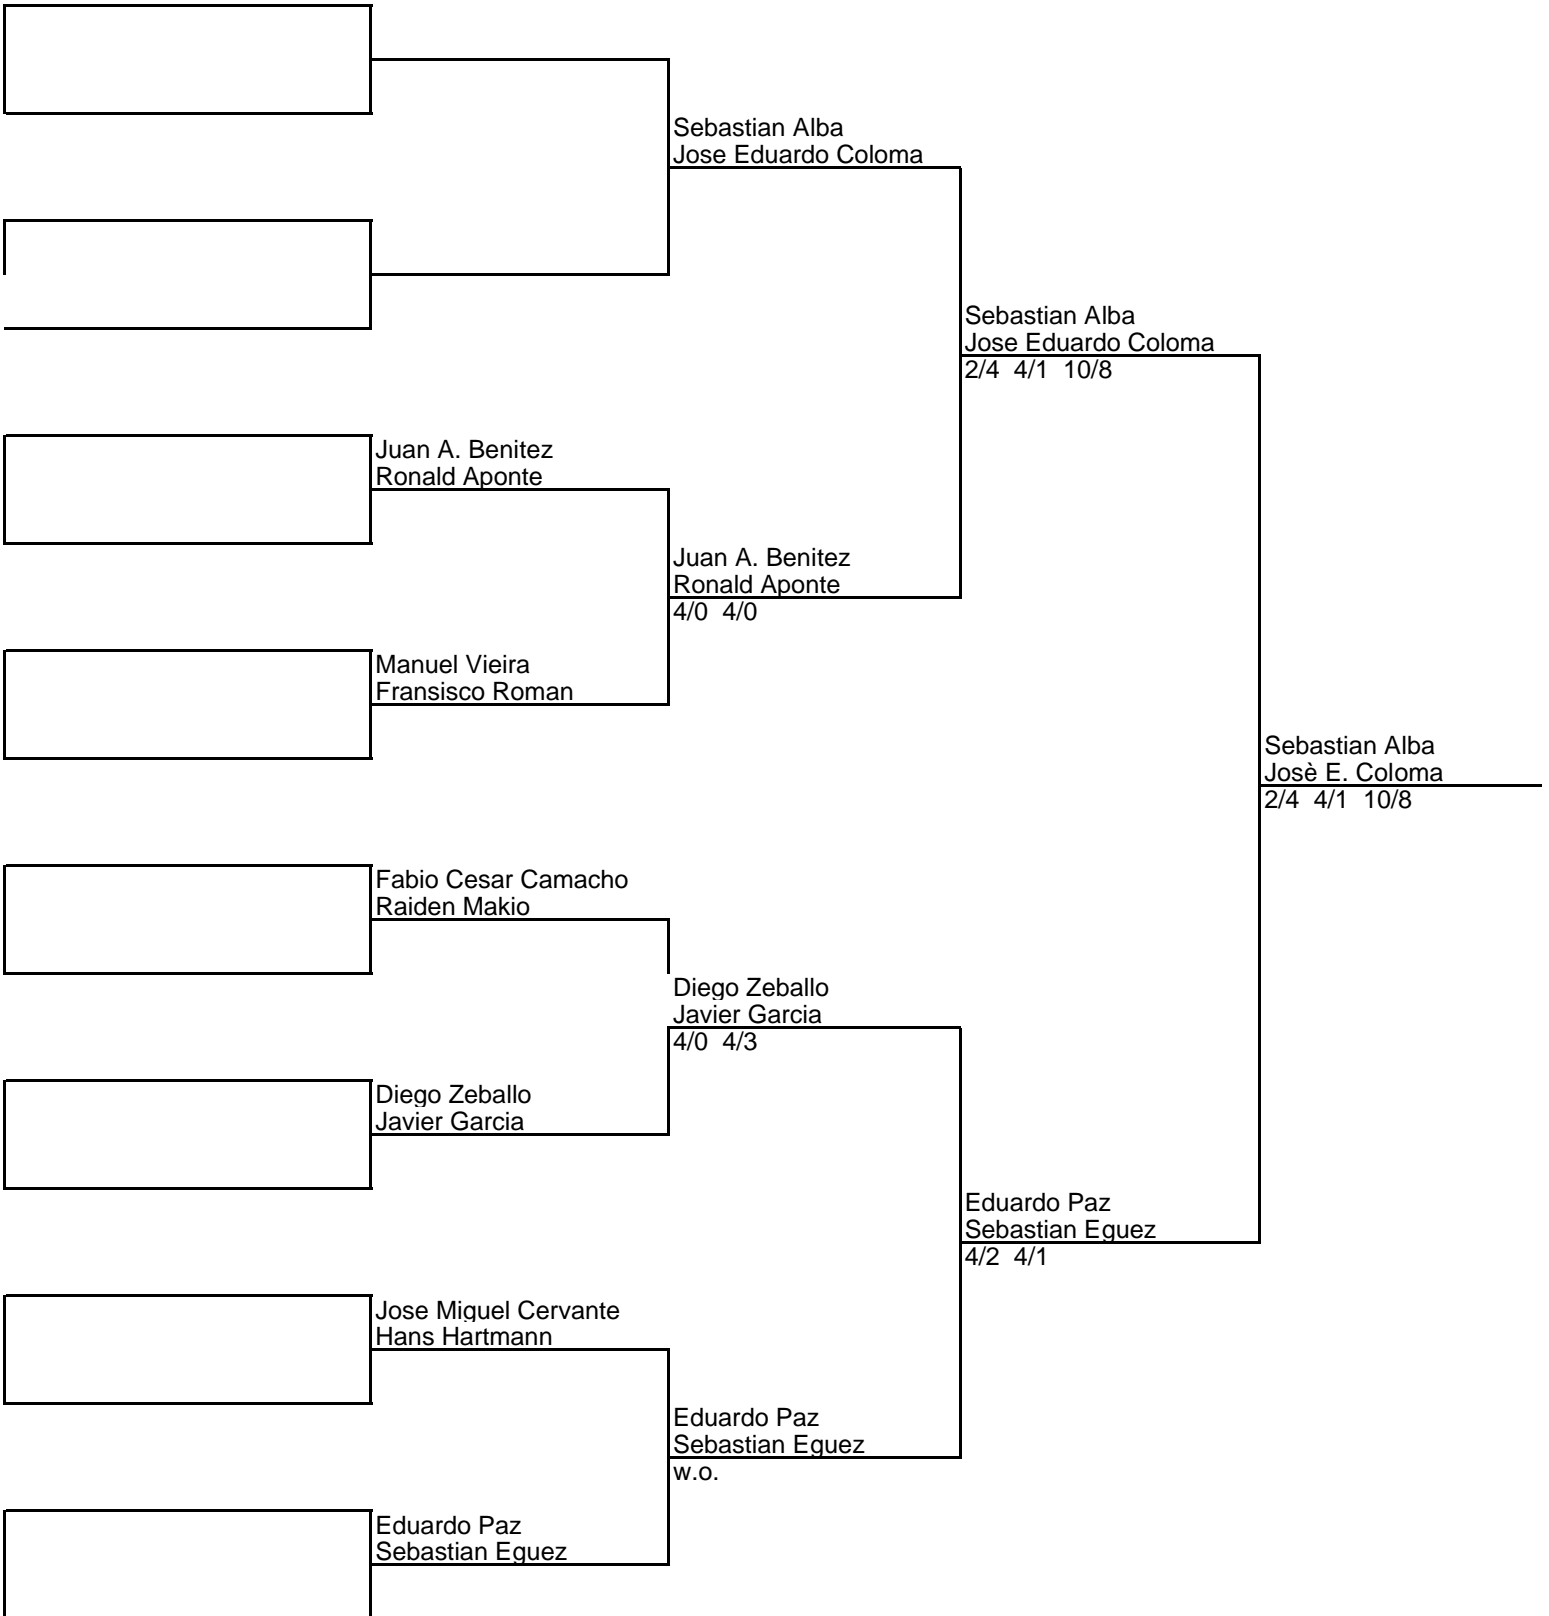 Sebastian Alba
Jose Eduardo Coloma
Sebastian Alba
Jose Eduardo Coloma
2/4 4/1 10/8
Juan A. Benitez
Ronald Aponte
Juan A. Benitez
Ronald Aponte
4/0 4/0
Manuel Vieira
Fransisco Roman
Sebastian Alba
Josè E. Coloma
2/4 4/1 10/8
Fabio Cesar Camacho
Raiden Makio
Diego Zeballo
Javier Garcia
4/0 4/3
Diego Zeballo
Javier Garcia
Eduardo Paz
Sebastian Eguez
4/2 4/1
Jose Miguel Cervante
Hans Hartmann
Eduardo Paz
Sebastian Eguez
w.o.
Eduardo Paz
Sebastian Eguez